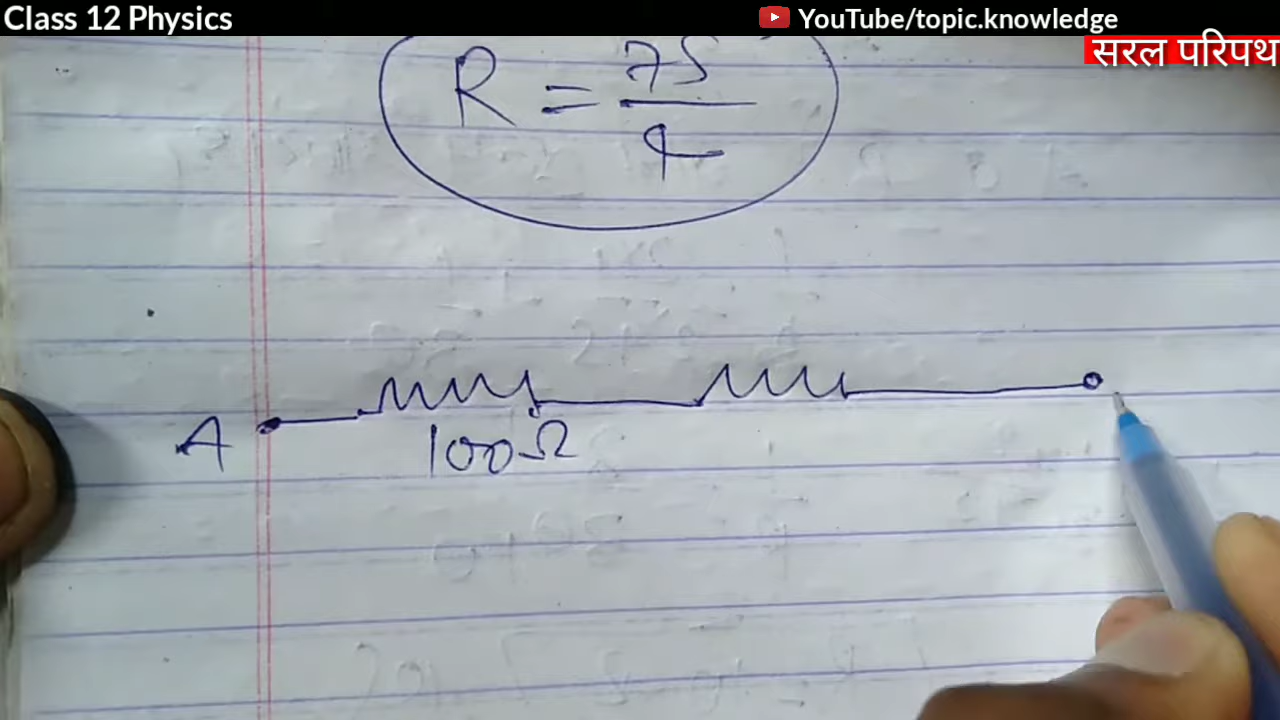 Class 12 Physics
YouTube/topic.knowledge
सरल परिपथ
R = 75/4
A
100Ω